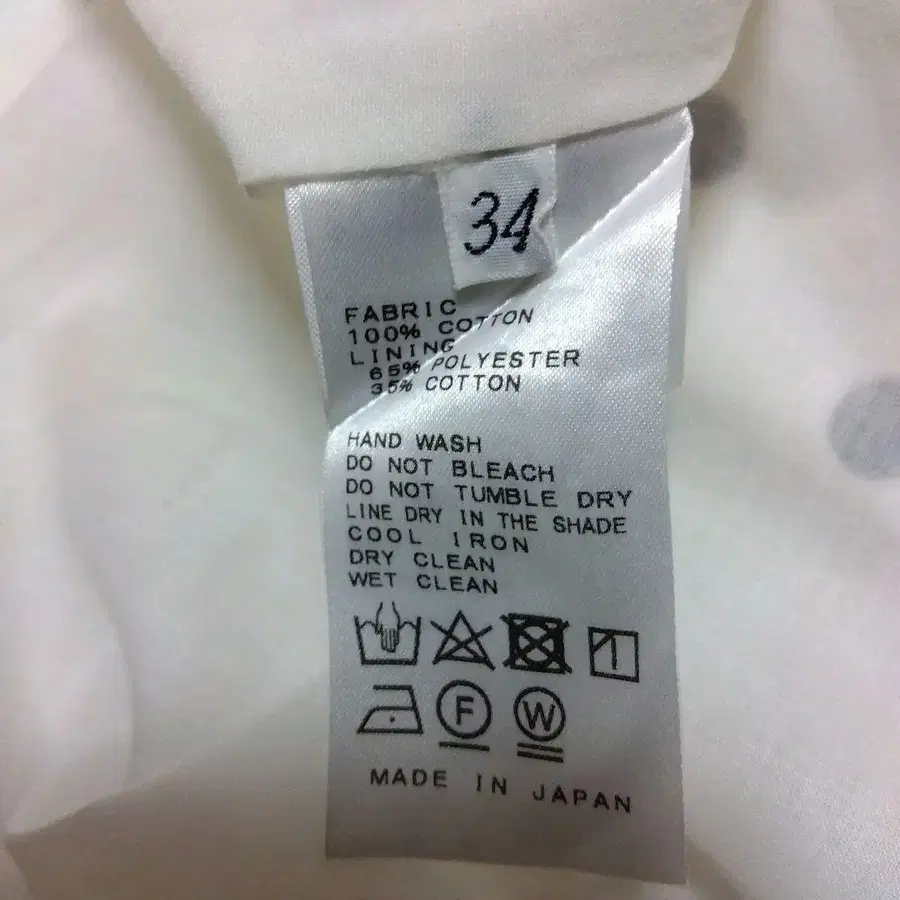 34
FABRIC
100% COTTON
LINING
65% POLYESTER
35% COTTON
HAND WASH
DO NOT BLEACH
DO NOT TUMBLE DRY
LINE DRY IN THE SHADE
COOL IRON
DRY CLEAN
WET CLEAN
F W
MADE IN JAPAN